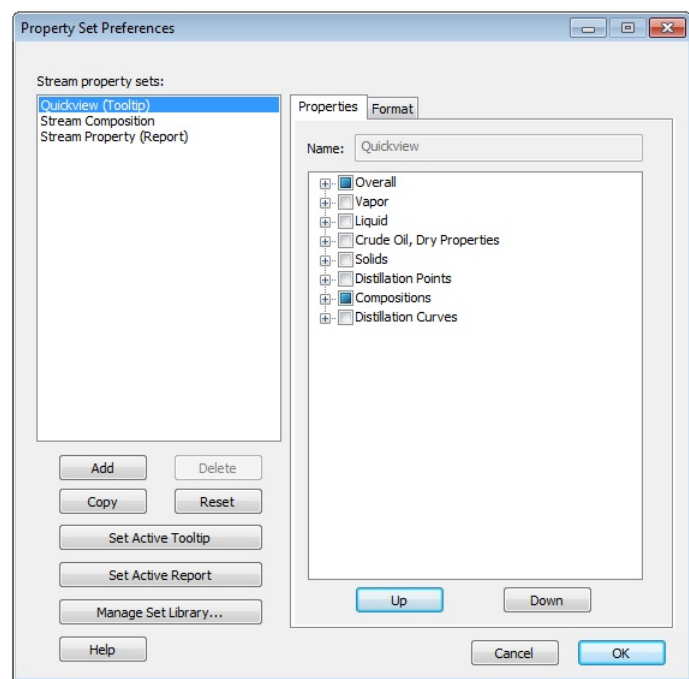 Property Set Preferences
Stream property sets:
Quickview (Tooltip)
Stream Composition
Stream Property (Report)
Add
Delete
Copy
Reset
Set Active Tooltip
Set Active Report
Manage Set Library...
Help
Properties
Format
Name: Quickview
Overall
Vapor
Liquid
Crude Oil, Dry Properties
Solids
Distillation Points
Compositions
Distillation Curves
Up
Down
Cancel
OK